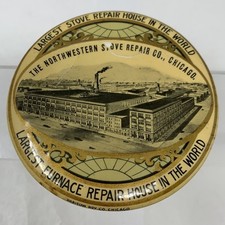 LARGEST STOVE REPAIR HOUSE IN THE WORLD
THE NORTHWESTERN STOVE REPAIR CO., CHICAGO.
LARGEST FURNACE REPAIR HOUSE IN THE WORLD